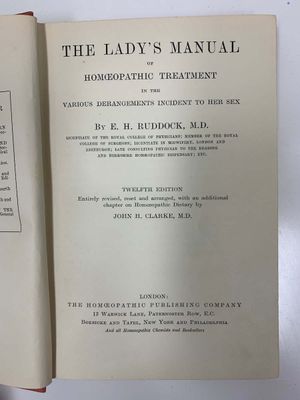 THE LADY'S MANUAL
OF
HOMŒOPATHIC TREATMENT
IN THE
VARIOUS DERANGEMENTS INCIDENT TO HER SEX
BY E. H. RUDDOCK, M.D.
LICENTIATE OF THE ROYAL COLLEGE OF PHYSICIANS; MEMBER OF THE ROYAL
COLLEGE OF SURGEONS; LICENTIATE IN MIDWIFERY, LONDON AND
EDINBURGH; LATE CONSULTING PHYSICIAN TO THE READING
AND BERKSHIRE HOMŒOPATHIC DISPENSARY; ETC.
TWELFTH EDITION
Entirely revised, reset and arranged, with an additional
chapter on Homœopathic Dietary by
JOHN H. CLARKE, M.D.
LONDON:
THE HOMŒOPATHIC PUBLISHING COMPANY
12 WARWICK LANE, PATERNOSTER ROW, E.C.
BOERICKE AND TAFEL, NEW YORK AND PHILADELPHIA
And all Homœopathic Chemists and Booksellers